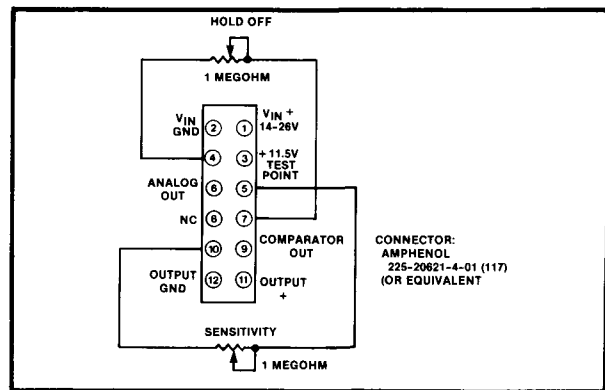 HOLD OFF
1 MEGOHM
VIN GND
2
1
VIN + 14-26V
4
3
+ 11.5V TEST POINT
ANALOG OUT
6
5
NC
8
7
10
9
COMPARATOR OUT
OUTPUT GND
12
11
OUTPUT +
CONNECTOR:
AMPHENOL
225-20621-4-01 (117)
(OR EQUIVALENT
SENSITIVITY
1 MEGOHM